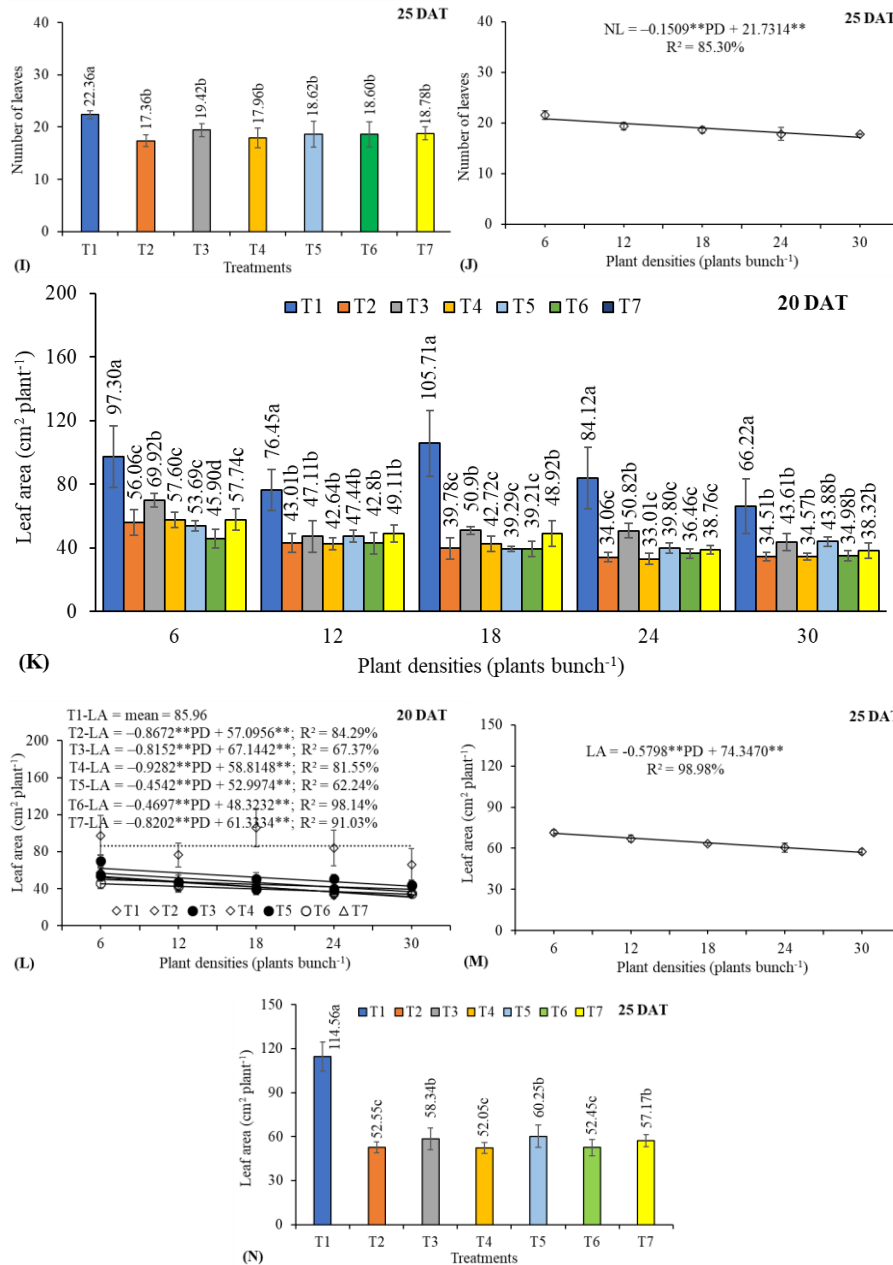 25 DAT
40
30
20
10
0
Number of leaves
22.36a
17.36b
19.42b
17.96b
18.62b
18.60b
18.78b
T1 T2 T3 T4 T5 T6 T7
Treatments
(I)
25 DAT
NL = –0.1509**PD + 21.7314**
R² = 85.30%
40
30
20
10
0
Number of leaves
6 12 18 24 30
Plant densities (plants bunch⁻¹)
(J)
T1 T2 T3 T4 T5 T6 T7
20 DAT
200
160
120
80
40
0
Leaf area (cm² plant⁻¹)
97.30a
56.06c
69.92b
57.60c
53.69c
45.90d
57.74c
76.45a
43.01b
47.11b
42.64b
47.44b
42.8b
49.11b
105.71a
39.78c
50.9b
42.72c
39.29c
39.21c
48.92b
84.12a
34.06c
50.82b
33.01c
39.80c
36.46c
38.76c
66.22a
34.51b
43.61b
34.57b
43.88b
34.98b
38.32b
6 12 18 24 30
Plant densities (plants bunch⁻¹)
(K)
T1-LA = mean = 85.96
20 DAT
T2-LA = –0.8672**PD + 57.0956**; R² = 84.29%
T3-LA = –0.8152**PD + 67.1442**; R² = 67.37%
T4-LA = –0.9282**PD + 58.8148**; R² = 81.55%
T5-LA = –0.4542**PD + 52.9974**; R² = 62.24%
T6-LA = –0.4697**PD + 48.3232**; R² = 98.14%
T7-LA = –0.8202**PD + 61.3334**; R² = 91.03%
200
160
120
80
40
0
Leaf area (cm² plant⁻¹)
T1 T2 T3 T4 T5 T6 T7
6 12 18 24 30
Plant densities (plants bunch⁻¹)
(L)
25 DAT
LA = -0.5798**PD + 74.3470**
R² = 98.98%
150
120
90
60
30
0
Leaf area (cm² plant⁻¹)
6 12 18 24 30
Plant densities (plants bunch⁻¹)
(M)
T1 T2 T3 T4 T5 T6 T7
25 DAT
150
120
90
60
30
0
Leaf area (cm² plant⁻¹)
114.56a
52.55c
58.34b
52.05c
60.25b
52.45c
57.17b
T1 T2 T3 T4 T5 T6 T7
Treatments
(N)